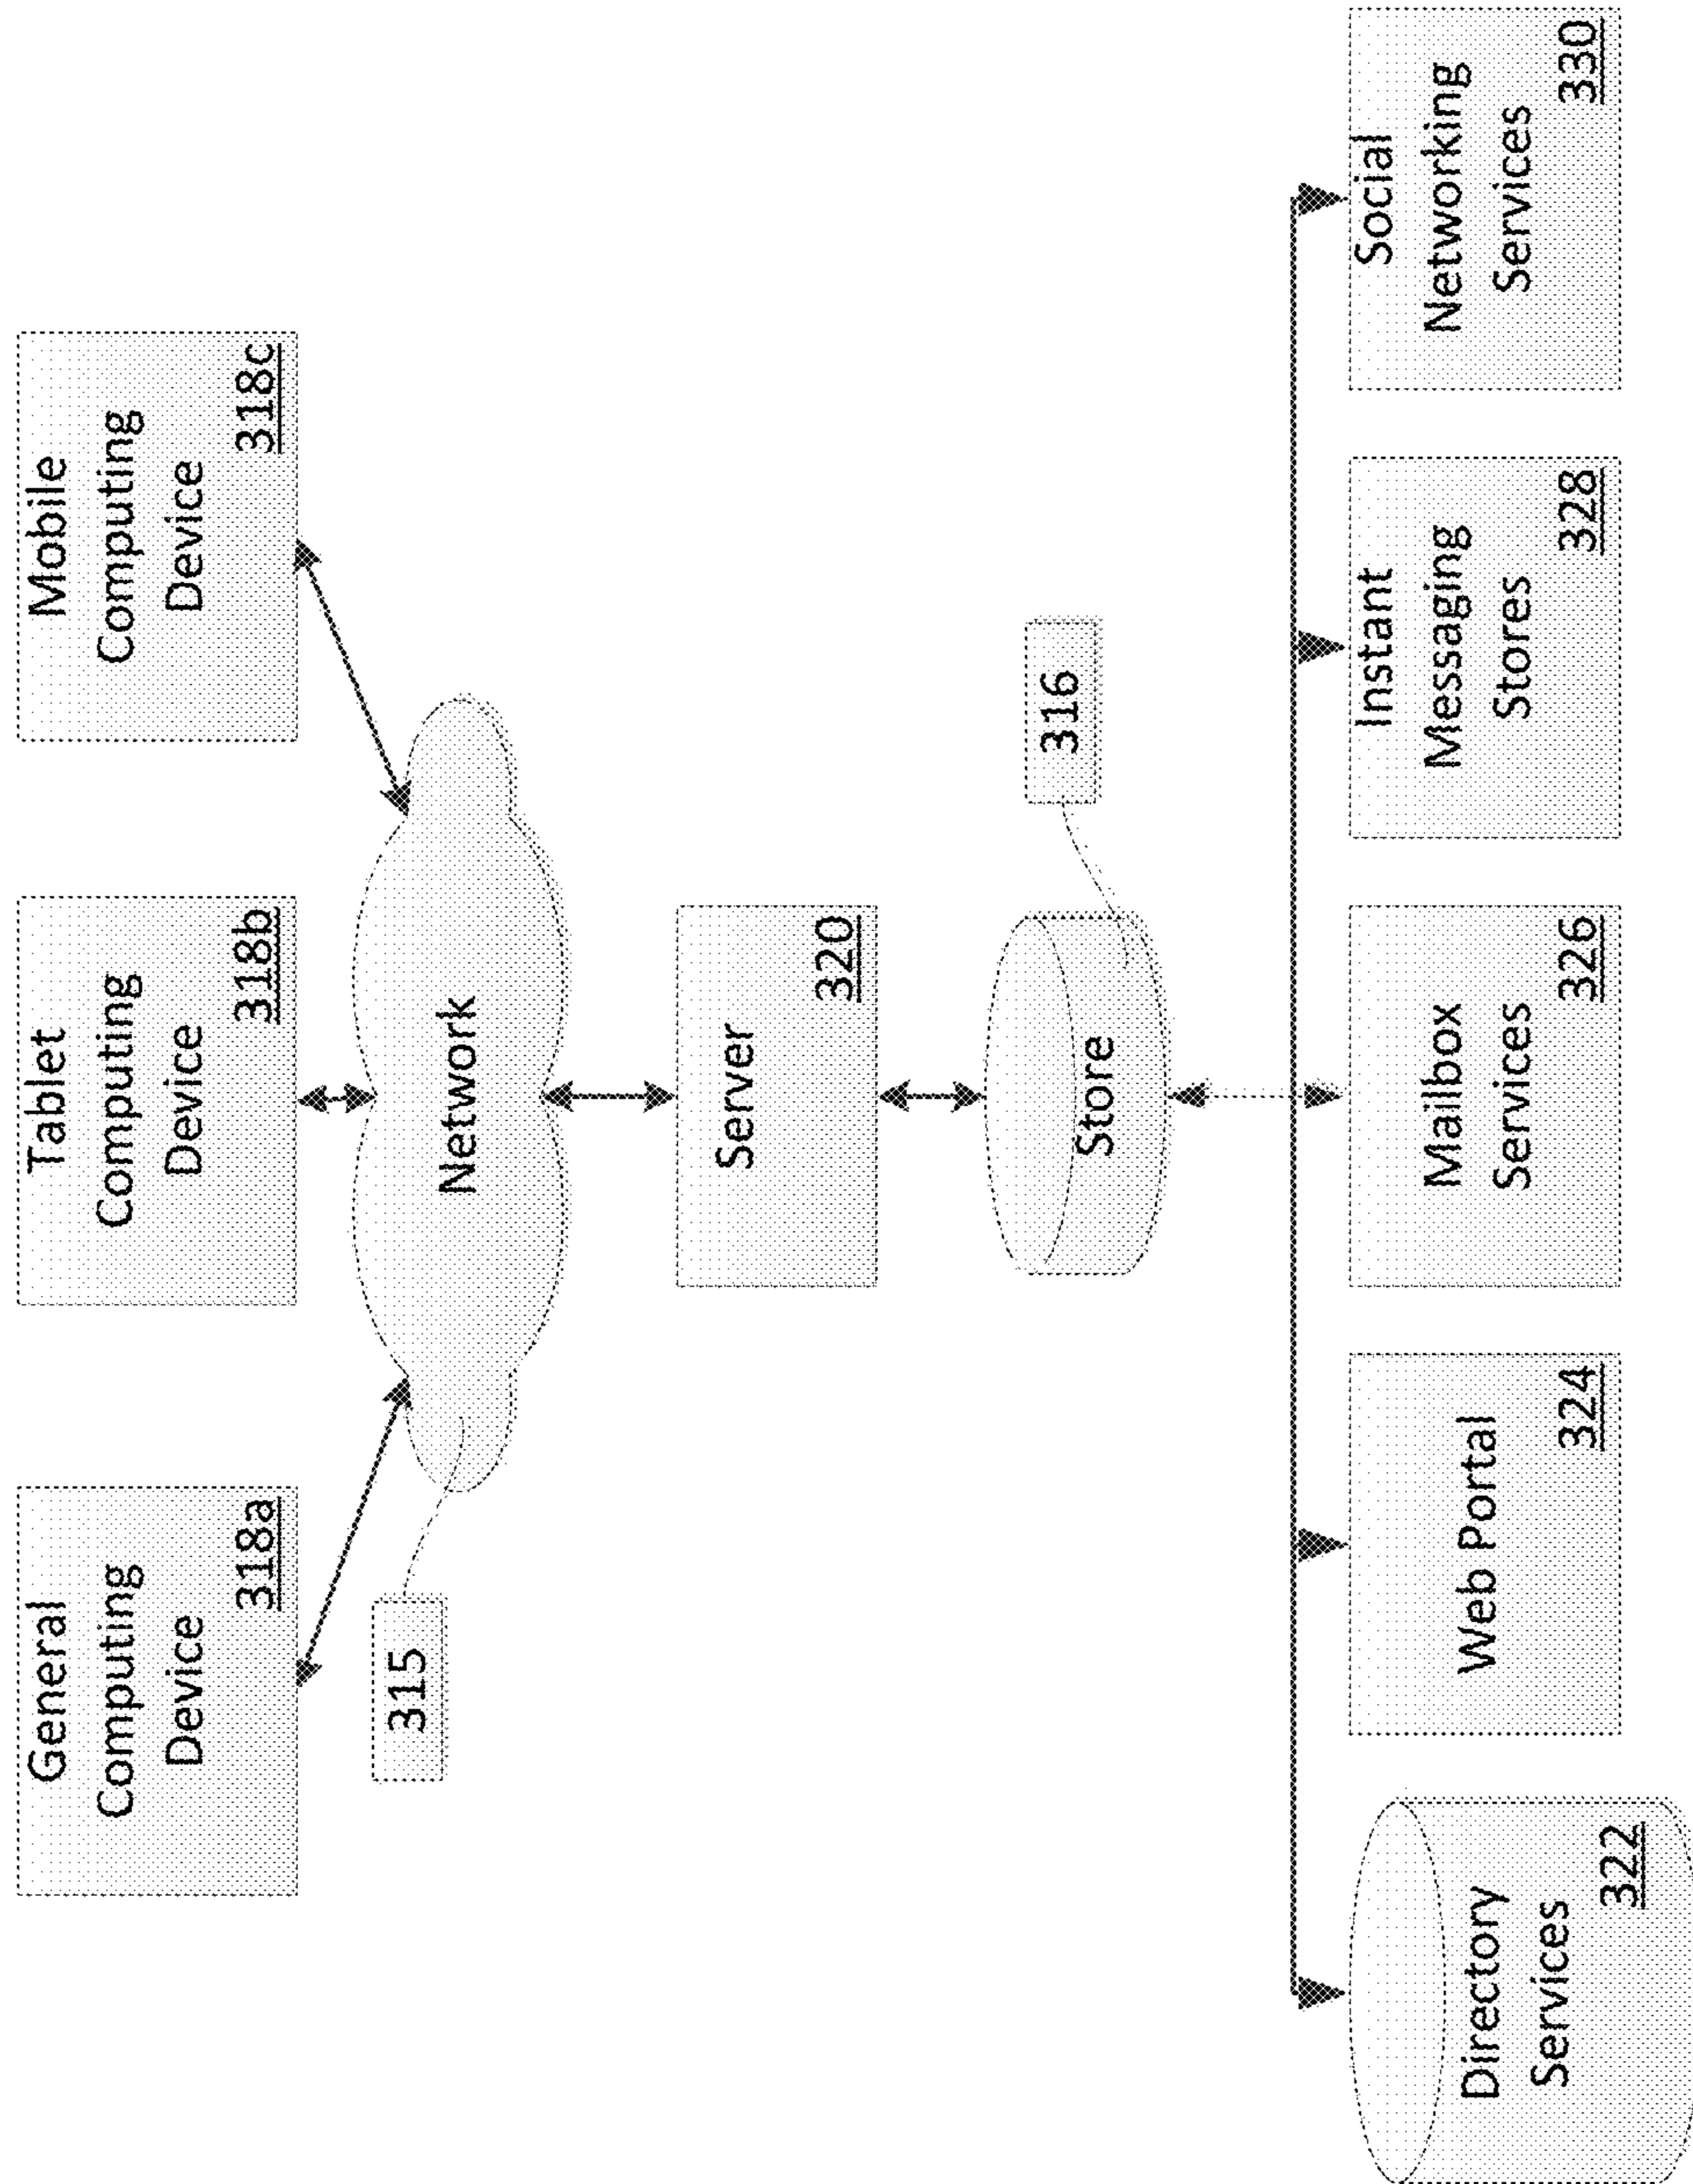 General
Computing
Device
318a
Tablet
Computing
Device
318b
Mobile
Computing
Device
318c
315
Network
Server
320
Store
316
Directory
Services
322
Web Portal
324
Mailbox
Services
326
Instant
Messaging
Stores
328
Social
Networking
Services
330